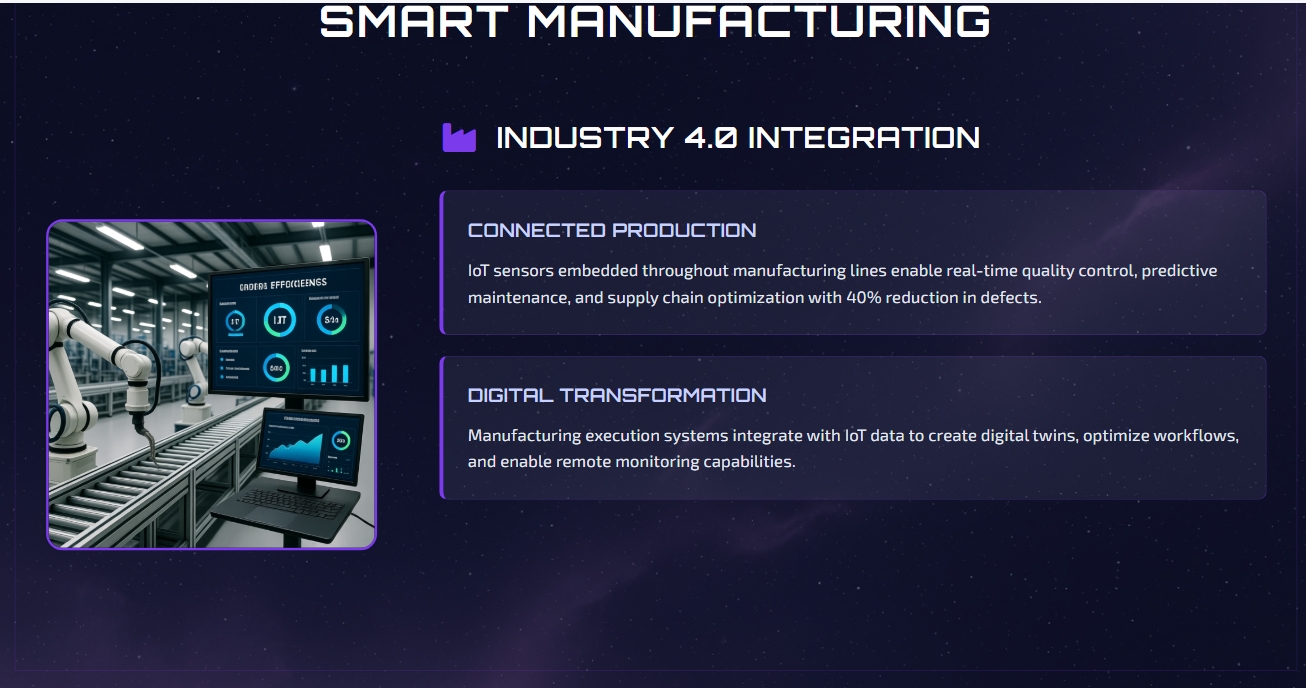 SMART MANUFACTURING
INDUSTRY 4.0 INTEGRATION
CONNECTED PRODUCTION
IoT sensors embedded throughout manufacturing lines enable real-time quality control, predictive
maintenance, and supply chain optimization with 40% reduction in defects.
DIGITAL TRANSFORMATION
Manufacturing execution systems integrate with IoT data to create digital twins, optimize workflows,
and enable remote monitoring capabilities.